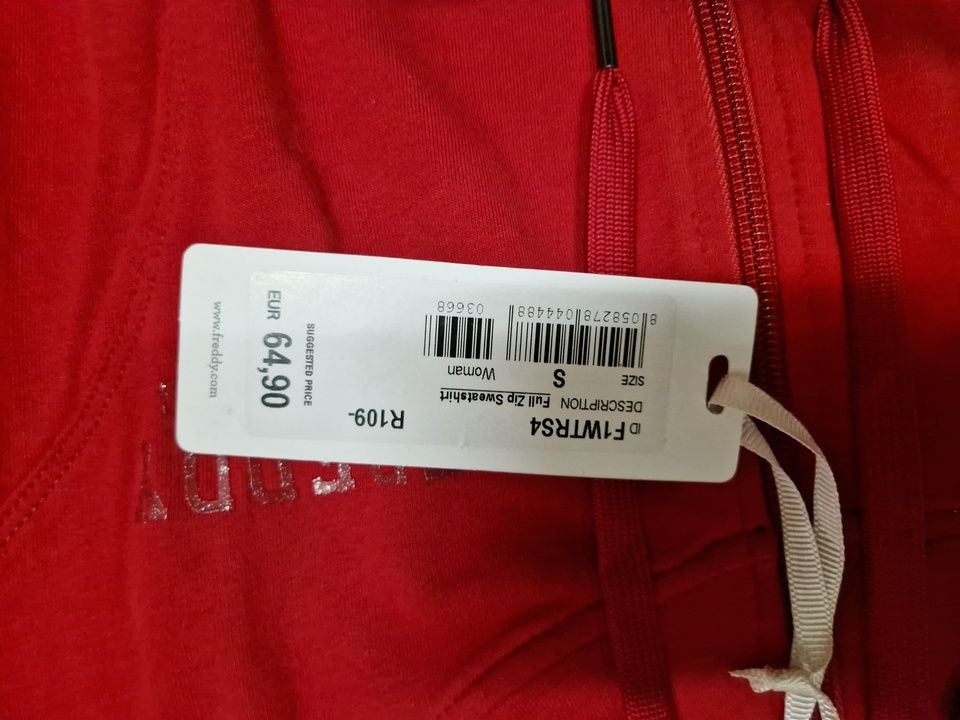 ID F1WTRS4 R109-
DESCRIPTION Full Zip Sweatshirt
SIZE S Woman
8 058278 044488
03668
SUGGESTED PRICE
EUR 64,90
www.freddy.com